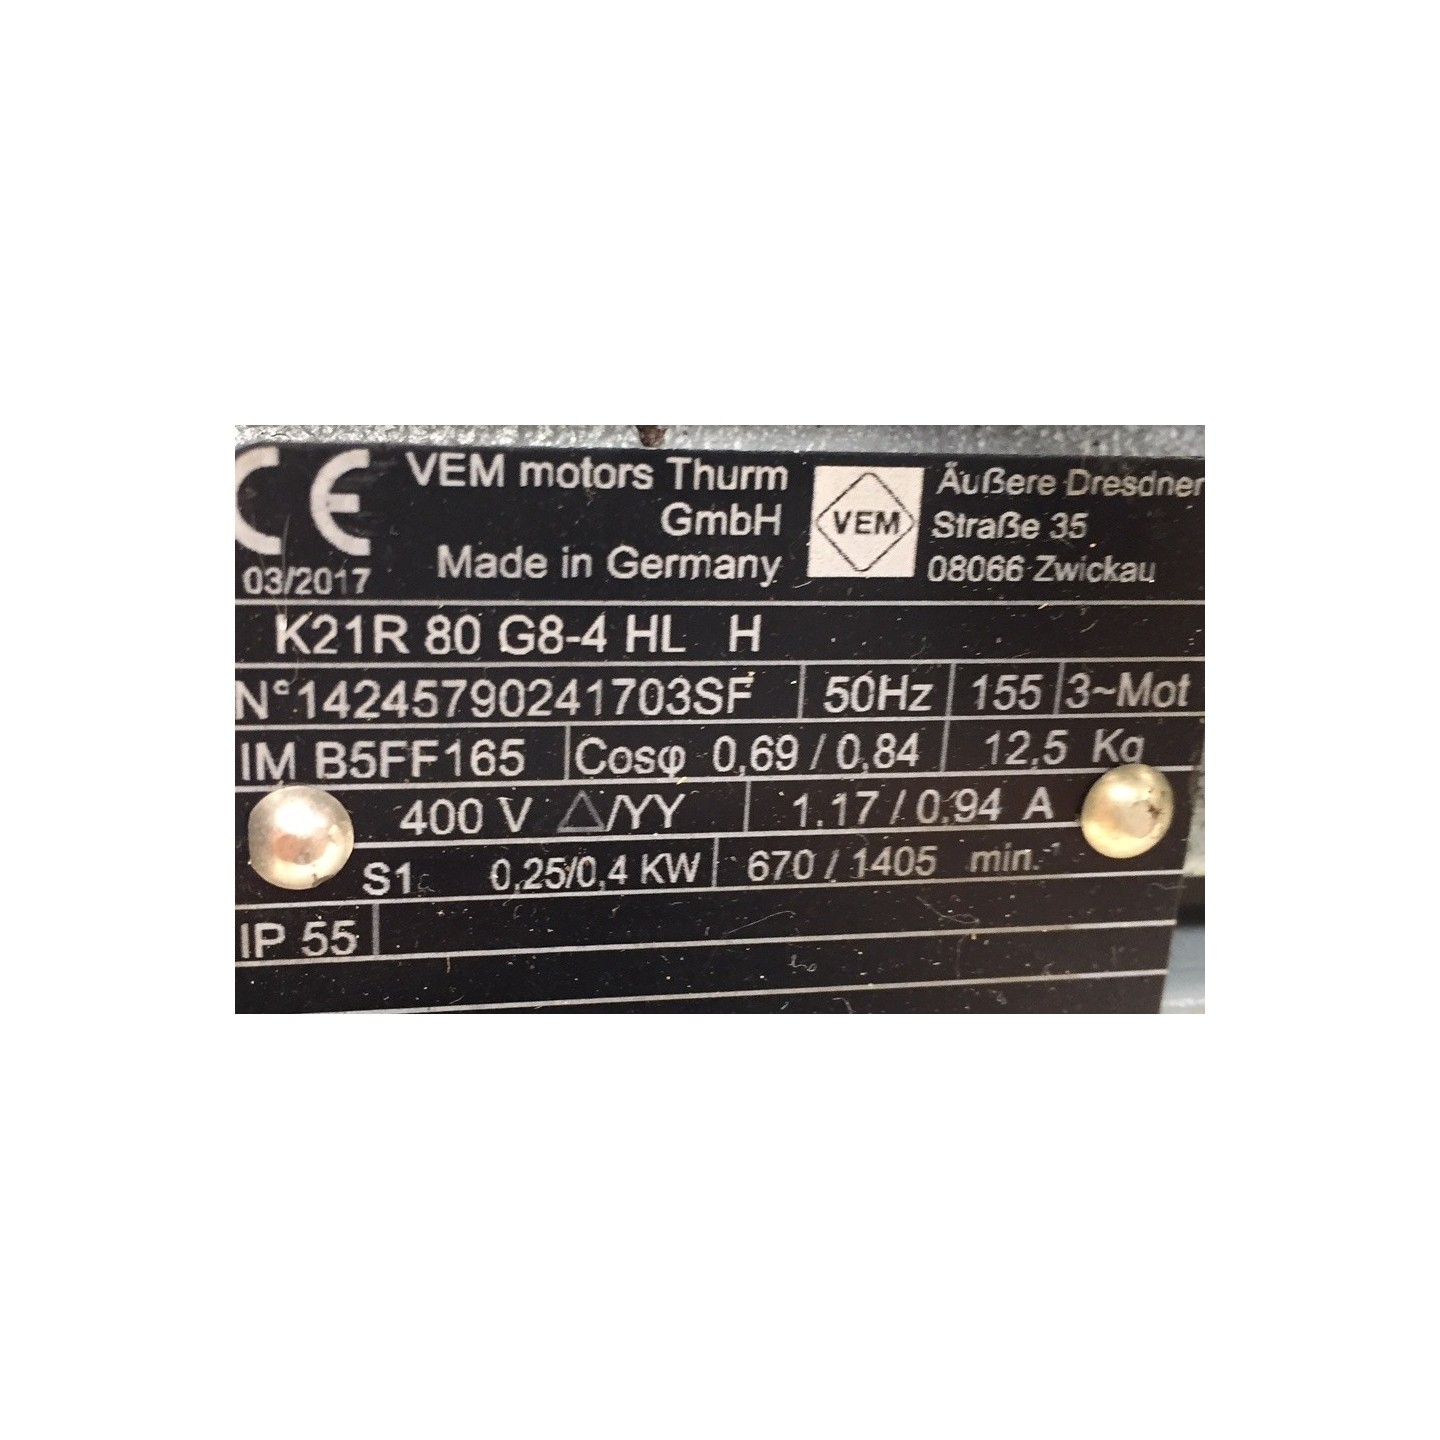 CE
VEM motors Thurm
GmbH
Made in Germany
03/2017
VEM
Äußere Dresdner
Straße 35
08066 Zwickau
K21R 80 G8-4 HL H
N°14245790241703SF 50Hz 155 3~Mot
IM B5FF165 Cosφ 0,69 / 0,84 12,5 Kg
400 V △/YY 1.17 / 0,94 A
S1 0,25/0,4 KW 670 / 1405 min.⁻¹
IP 55